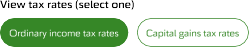 View tax rates (select one)
Ordinary income tax rates
Capital gains tax rates